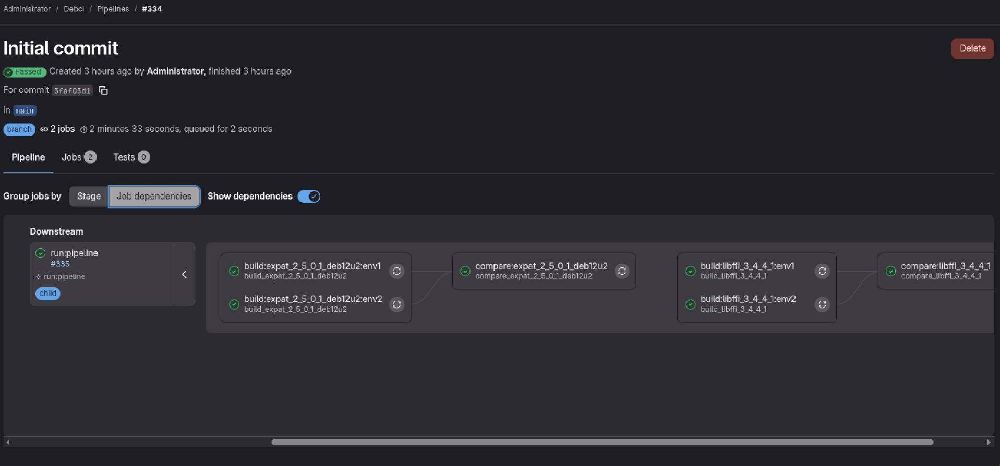 Administrator / Debci / Pipelines / #334
Initial commit
Delete
Passed Created 3 hours ago by Administrator, finished 3 hours ago
For commit 3faf03d1
In main
branch 2 jobs 2 minutes 33 seconds, queued for 2 seconds
Pipeline Jobs 2 Tests 0
Group jobs by Stage Job dependencies Show dependencies
Downstream
run:pipeline
#335
run:pipeline
child
build:expat_2_5_0_1_deb12u2:env1
build_expat_2_5_0_1_deb12u2
build:expat_2_5_0_1_deb12u2:env2
build_expat_2_5_0_1_deb12u2
compare:expat_2_5_0_1_deb12u2
compare_expat_2_5_0_1_deb12u2
build:libffi_3_4_4_1:env1
build_libffi_3_4_4_1
build:libffi_3_4_4_1:env2
build_libffi_3_4_4_1
compare:libffi_3_4_4_1
compare_libffi_3_4_4_1